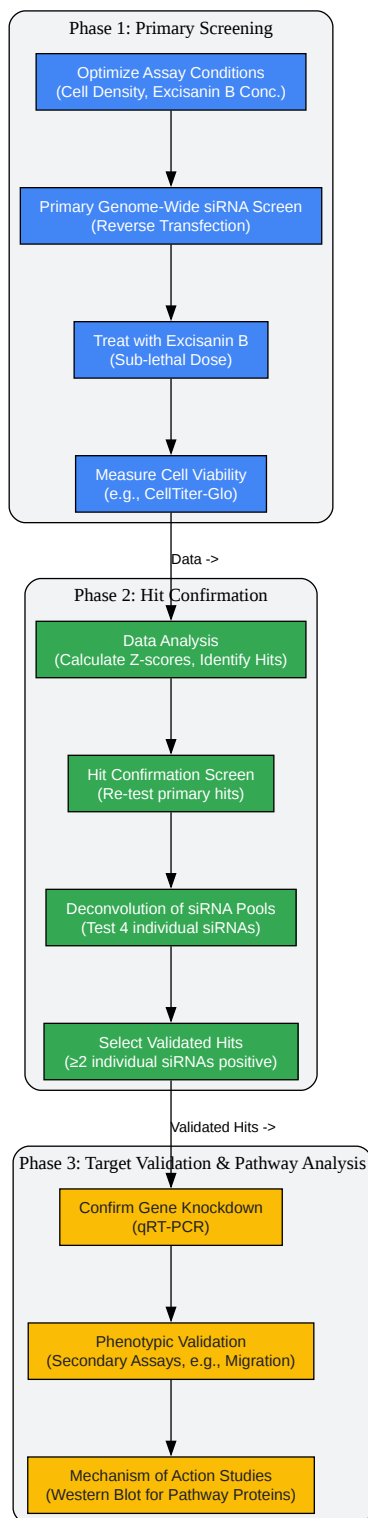 Phase 1: Primary Screening
Optimize Assay Conditions
(Cell Density, Excisanin B Conc.)
Primary Genome-Wide siRNA Screen
(Reverse Transfection)
Treat with Excisanin B
(Sub-lethal Dose)
Measure Cell Viability
(e.g., CellTiter-Glo)
Data ->
Phase 2: Hit Confirmation
Data Analysis
(Calculate Z-scores, Identify Hits)
Hit Confirmation Screen
(Re-test primary hits)
Deconvolution of siRNA Pools
(Test 4 individual siRNAs)
Select Validated Hits
(≥2 individual siRNAs positive)
Validated Hits ->
Phase 3: Target Validation & Pathway Analysis
Confirm Gene Knockdown
(qRT-PCR)
Phenotypic Validation
(Secondary Assays, e.g., Migration)
Mechanism of Action Studies
(Western Blot for Pathway Proteins)